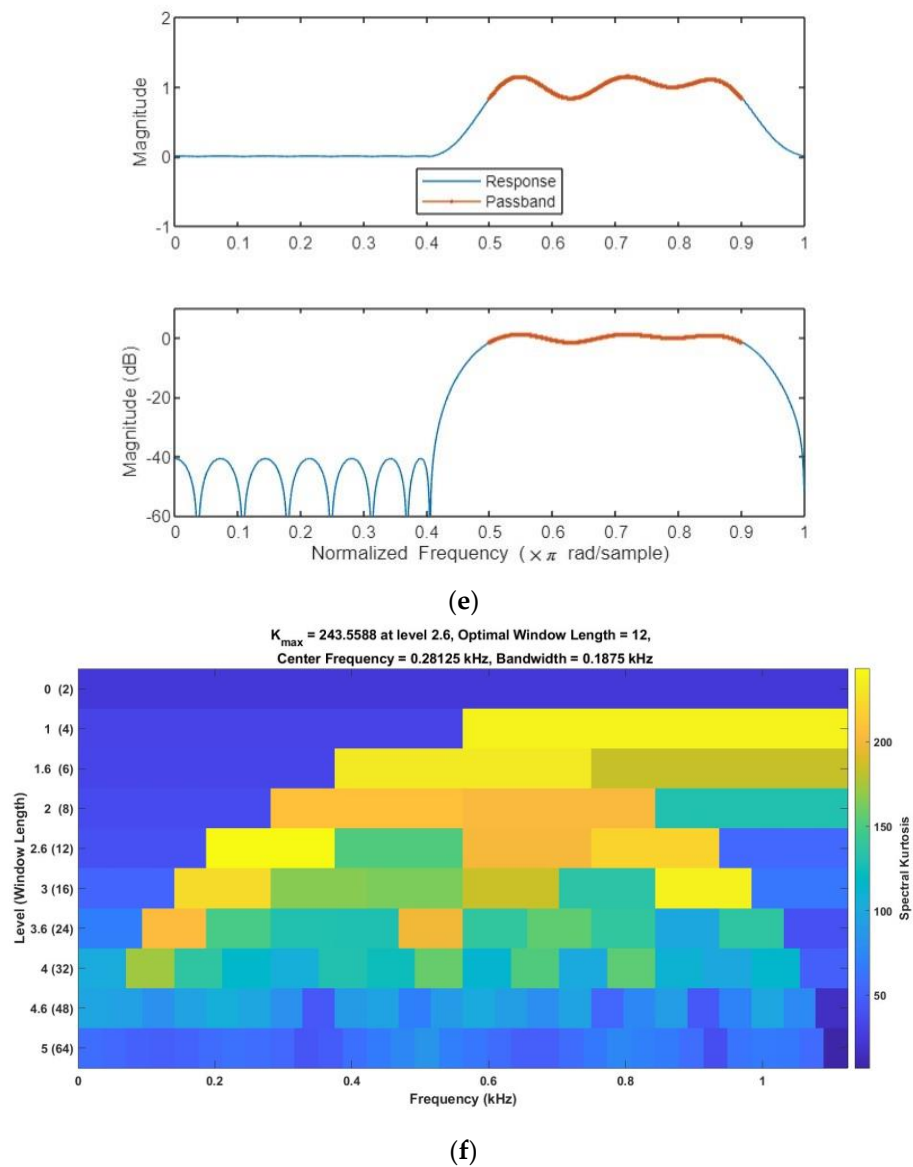 2
1
0
-1
Magnitude
Response
Passband
0 0.1 0.2 0.3 0.4 0.5 0.6 0.7 0.8 0.9 1
0
-20
-40
-60
Magnitude (dB)
0 0.1 0.2 0.3 0.4 0.5 0.6 0.7 0.8 0.9 1
Normalized Frequency (×π rad/sample)
(e)
Kmax = 243.5588 at level 2.6, Optimal Window Length = 12,
Center Frequency = 0.28125 kHz, Bandwidth = 0.1875 kHz
Level (Window Length)
0 (2)
1 (4)
1.6 (6)
2 (8)
2.6 (12)
3 (16)
3.6 (24)
4 (32)
4.6 (48)
5 (64)
0 0.2 0.4 0.6 0.8 1
Frequency (kHz)
200
150
100
50
Spectral Kurtosis
(f)